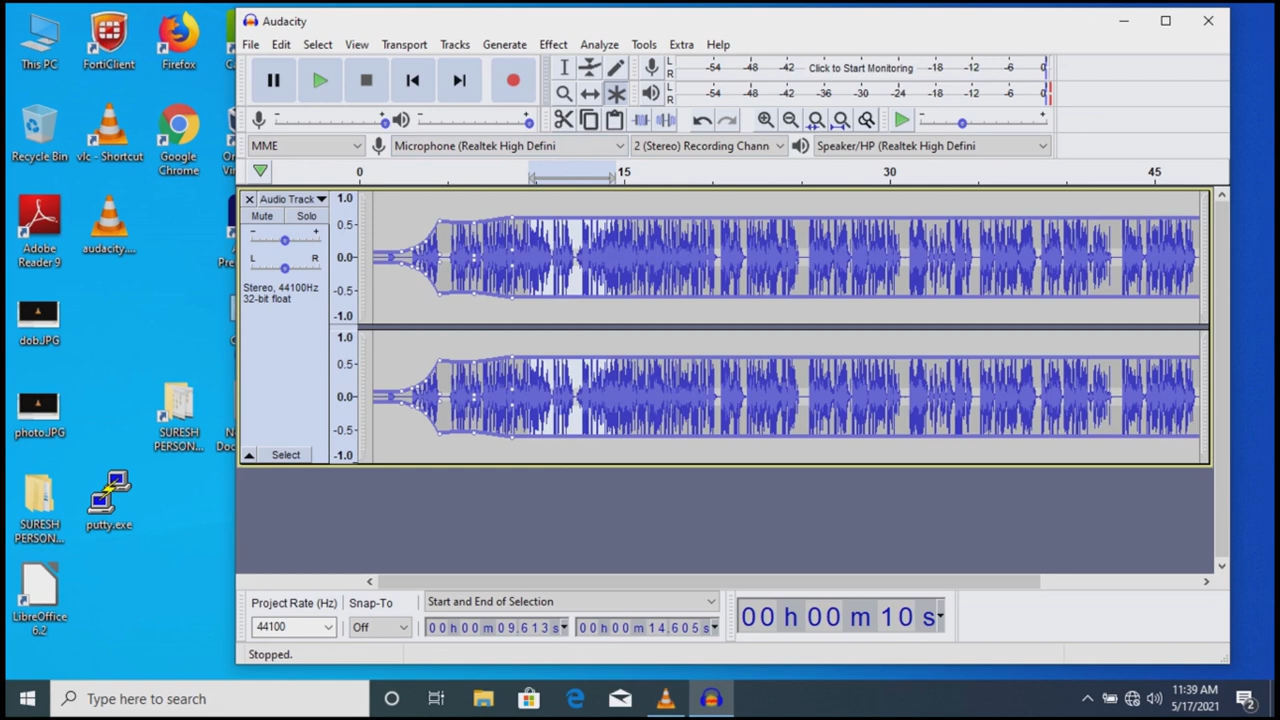 Audacity
File Edit Select View Transport Tracks Generate Effect Analyze Tools Extra Help
L
R
-54 -48 -42 Click to Start Monitoring -18 -12 -6 0
L
R
-54 -48 -42 -36 -30 -24 -18 -12 -6 0
MME
Microphone (Realtek High Defini
2 (Stereo) Recording Chann
Speaker/HP (Realtek High Defini
0 15 30 45
Audio Track
Mute Solo
- +
L R
Stereo, 44100Hz
32-bit float
Select
1.0
0.5
0.0
-0.5
-1.0
1.0
0.5
0.0
-0.5
-1.0
Project Rate (Hz)
44100
Snap-To
Off
Start and End of Selection
00 h 00 m 09.613 s
00 h 00 m 14.605 s
00 h 00 m 10 s
Stopped.
This PC
FortiClient
Firefox
Recycle Bin
vlc - Shortcut
Google
Chrome
Adobe
Reader 9
audacity....
dob.JPG
photo.JPG
SURESH
PERSON...
SURESH
PERSON...
putty.exe
LibreOffice
6.2
Type here to search
11:39 AM
5/17/2021
2